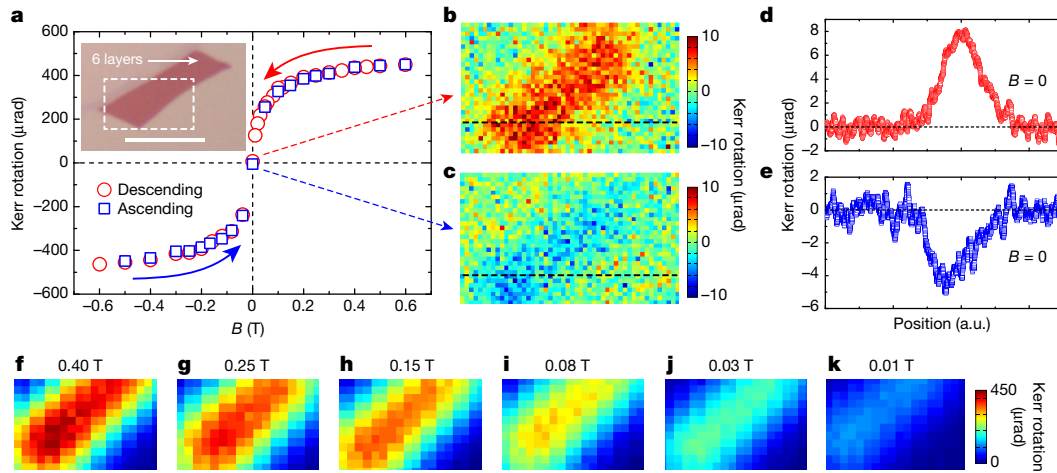 a
600
400
200
0
−200
−400
−600
−0.6
−0.4
−0.2
0
0.2
0.4
0.6
Kerr rotation (μrad)
B (T)
6 layers
Descending
Ascending
b
10
0
−10
Kerr rotation (μrad)
c
10
0
−10
d
8
6
4
2
0
2
Kerr rotation (μrad)
B = 0
e
2
0
−2
−4
−6
B = 0
Position (a.u.)
f
0.40 T
g
0.25 T
h
0.15 T
i
0.08 T
j
0.03 T
k
0.01 T
450
0
Kerr rotation
(μrad)